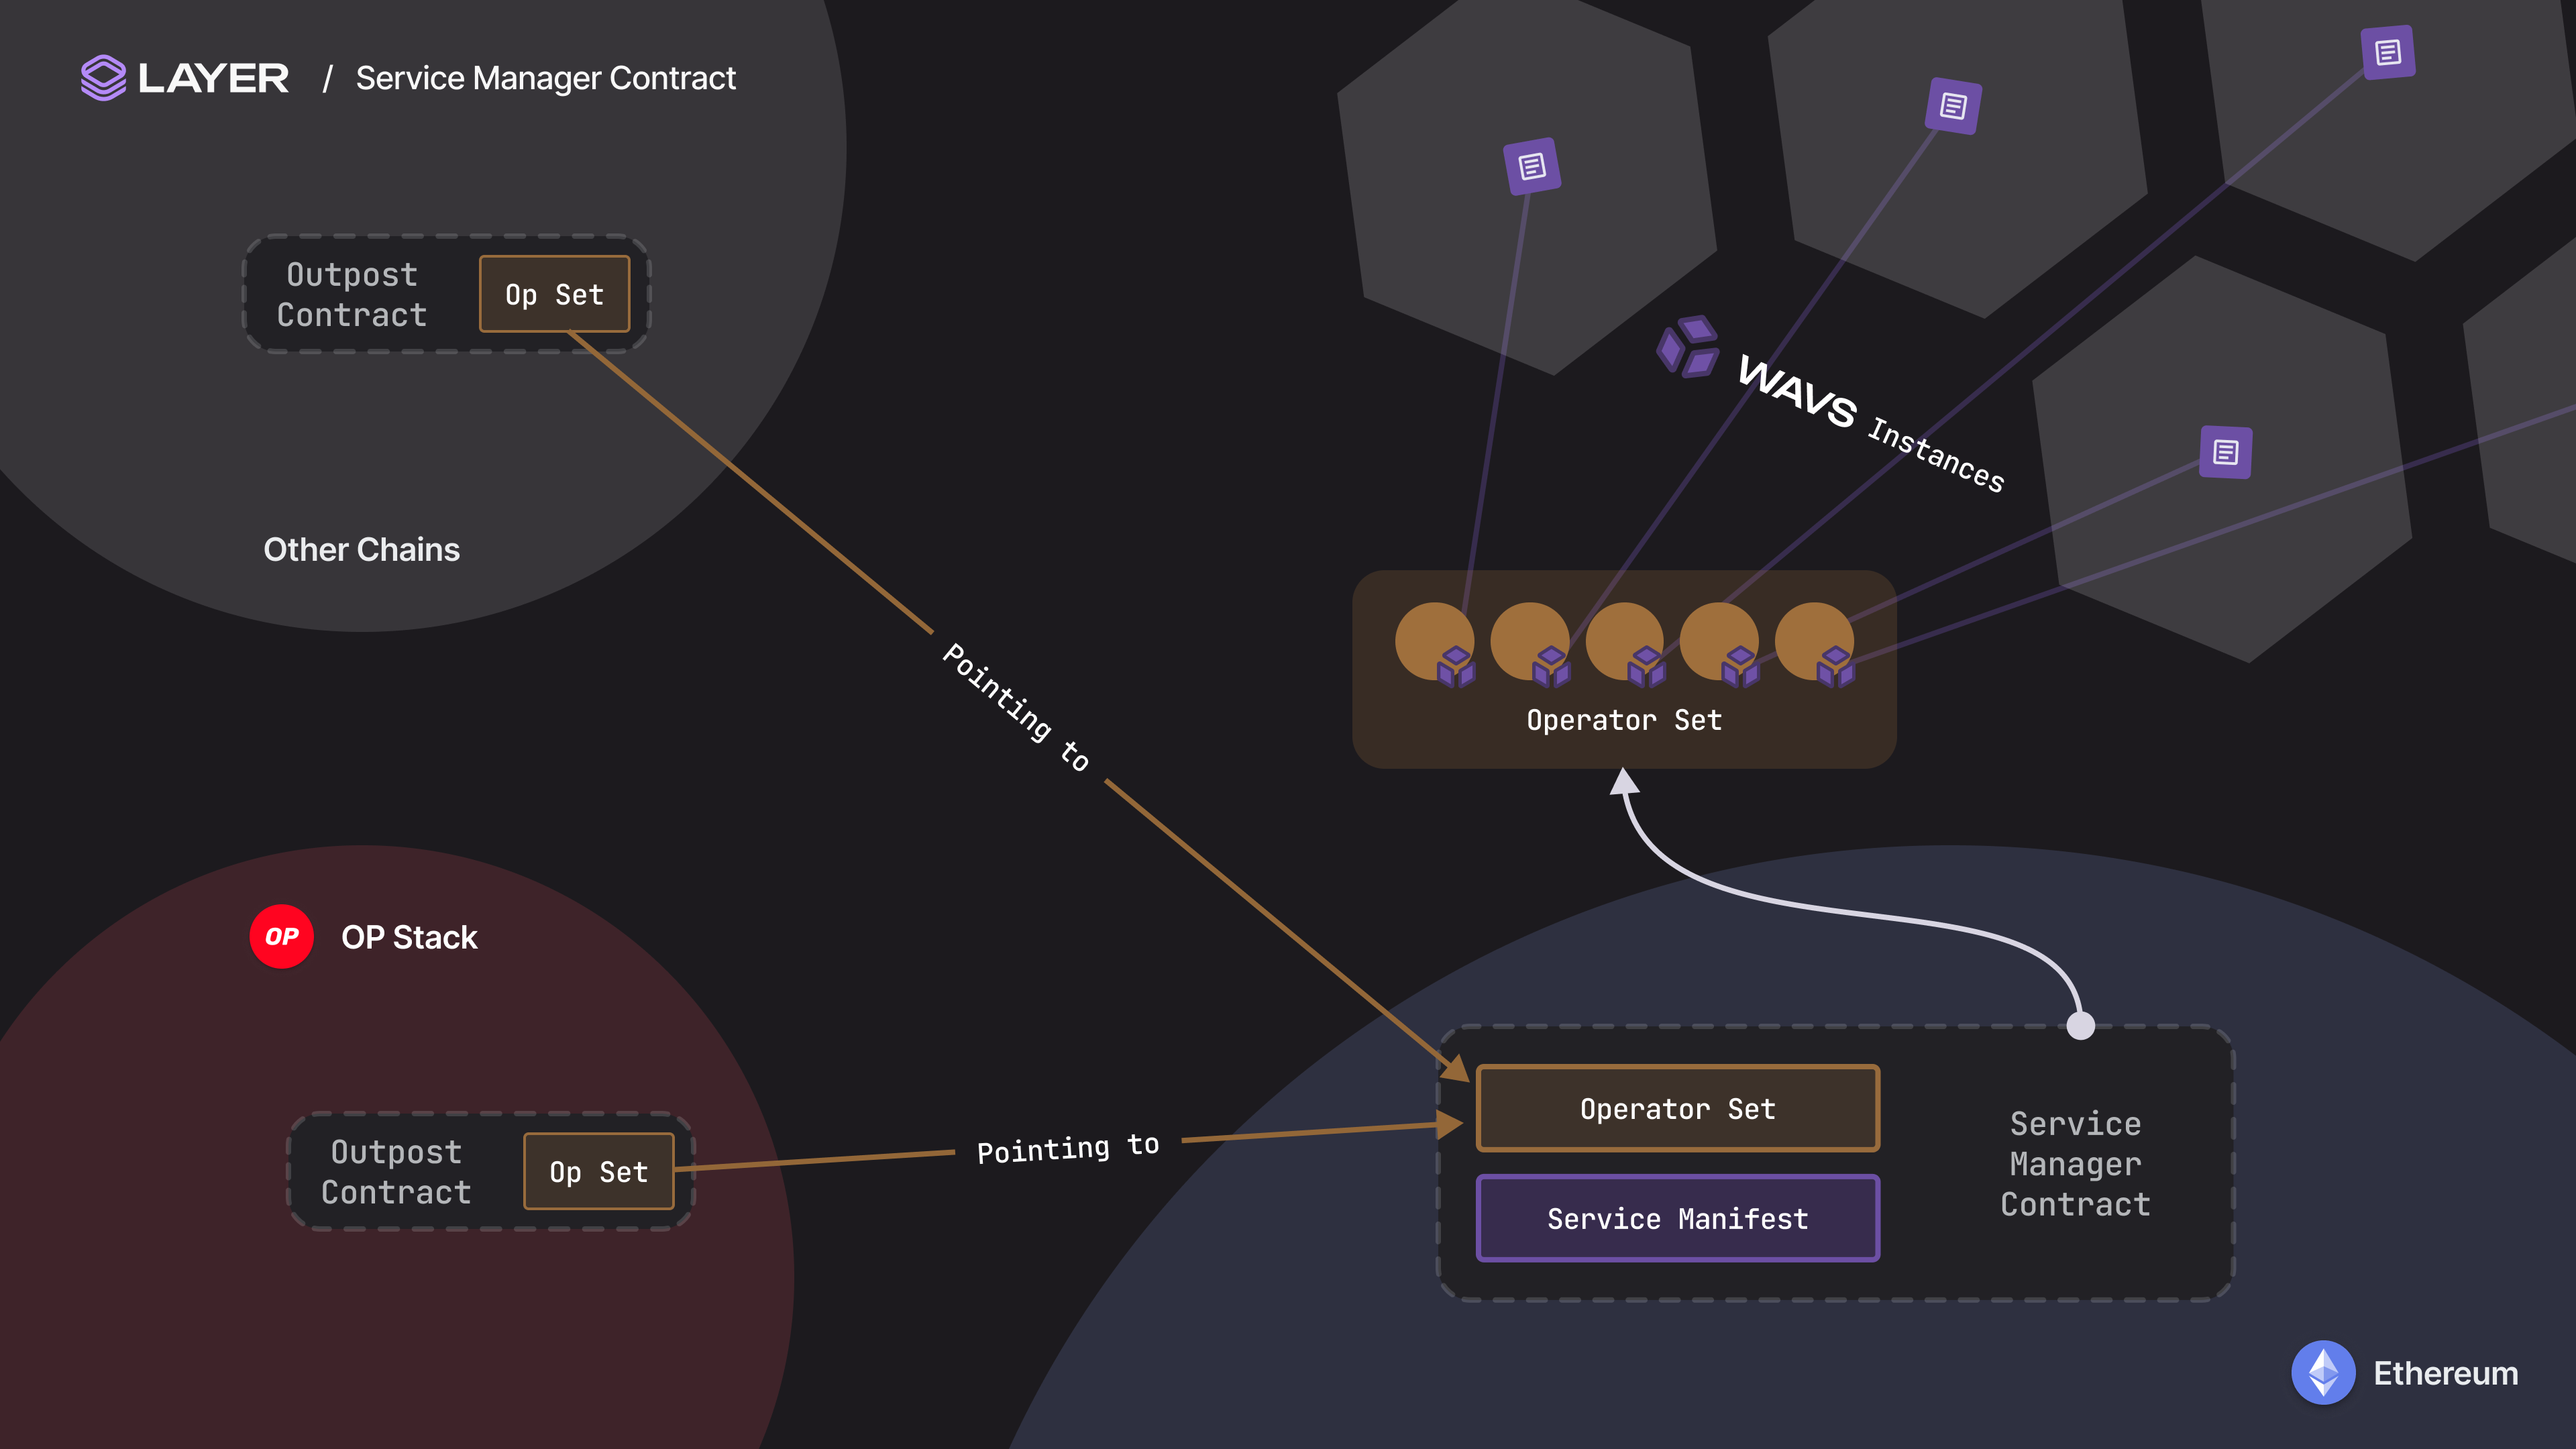 LAYER / Service Manager Contract
Outpost
Contract
Op Set
Other Chains
WAVS Instances
Pointing to
Operator Set
OP
OP Stack
Outpost
Contract
Op Set
Pointing to
Operator Set
Service Manifest
Service
Manager
Contract
Ethereum